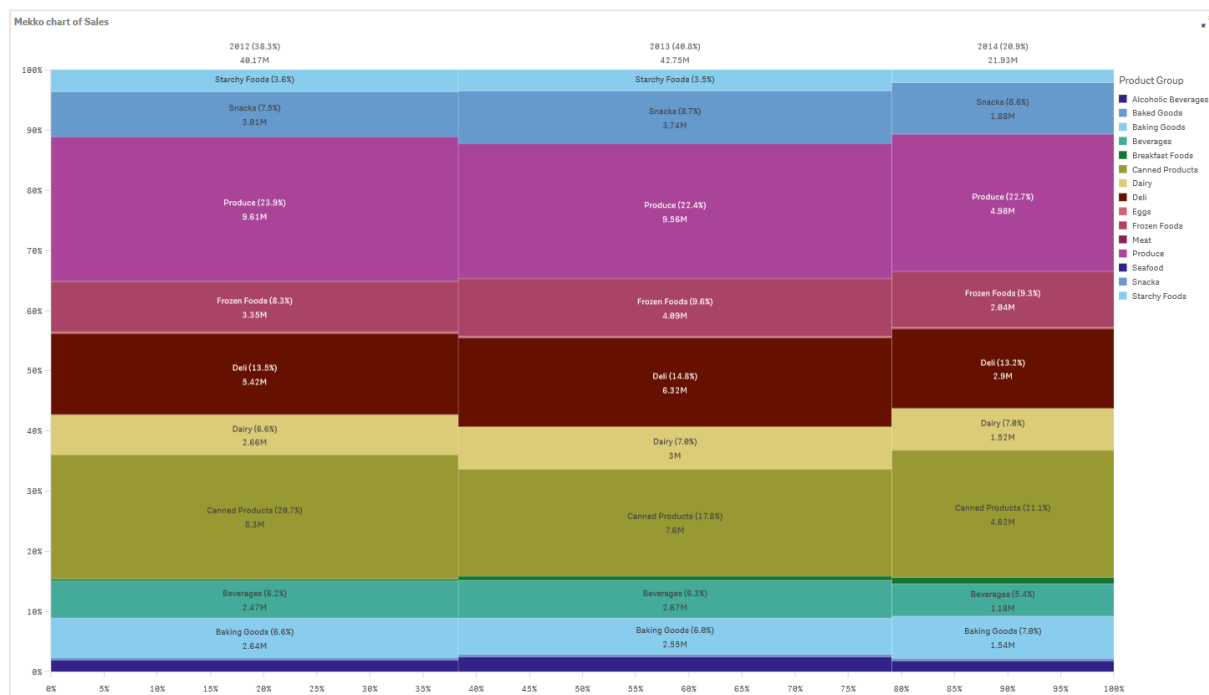 Mekko chart of Sales
2012 (38.3%)
40.17M
2013 (40.8%)
42.75M
2014 (20.9%)
21.93M
100%
90%
80%
70%
60%
50%
40%
30%
20%
10%
0%
Starchy Foods (3.6%)
Snacks (7.5%)
3.01M
Produce (23.9%)
9.61M
Frozen Foods (8.3%)
3.35M
Deli (13.5%)
5.42M
Dairy (6.6%)
2.66M
Canned Products (20.7%)
8.3M
Beverages (6.2%)
2.47M
Baking Goods (6.6%)
2.64M
Starchy Foods (3.5%)
Snacks (8.7%)
3.74M
Produce (22.4%)
9.56M
Frozen Foods (9.6%)
4.09M
Deli (14.8%)
6.32M
Dairy (7.0%)
3M
Canned Products (17.8%)
7.6M
Beverages (6.3%)
2.67M
Baking Goods (6.0%)
2.55M
Snacks (8.6%)
1.88M
Produce (22.7%)
4.98M
Frozen Foods (9.3%)
2.04M
Deli (13.2%)
2.9M
Dairy (7.0%)
1.52M
Canned Products (21.1%)
4.62M
Beverages (5.4%)
1.18M
Baking Goods (7.0%)
1.54M
0% 5% 10% 15% 20% 25% 30% 35% 40% 45% 50% 55% 60% 65% 70% 75% 80% 85% 90% 95% 100%
Product Group
Alcoholic Beverages
Baked Goods
Baking Goods
Beverages
Breakfast Foods
Canned Products
Dairy
Deli
Eggs
Frozen Foods
Meat
Produce
Seafood
Snacks
Starchy Foods